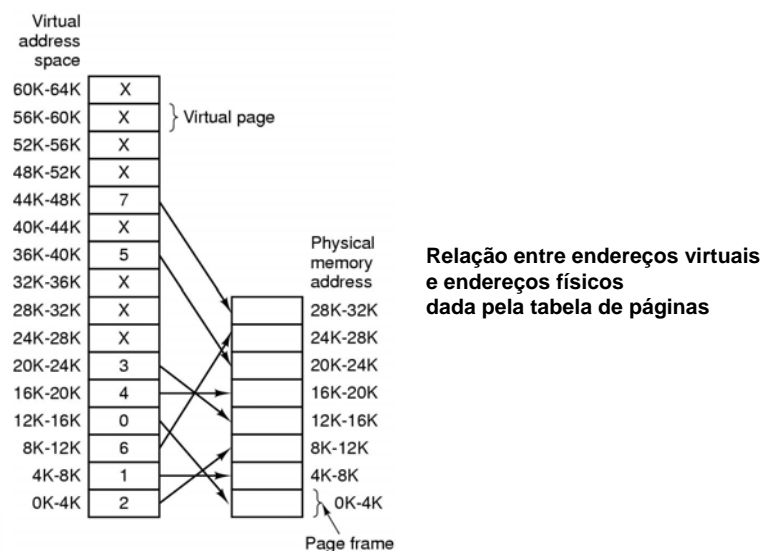 Virtual
address
space
60K-64K X
56K-60K X Virtual page
52K-56K X
48K-52K X
44K-48K 7
40K-44K X
36K-40K 5
32K-36K X
28K-32K X
24K-28K X
20K-24K 3
16K-20K 4
12K-16K 0
8K-12K 6
4K-8K 1
0K-4K 2
Physical
memory
address
28K-32K
24K-28K
20K-24K
16K-20K
12K-16K
8K-12K
4K-8K
0K-4K
Page frame
Relação entre endereços virtuais
e endereços físicos
dada pela tabela de páginas